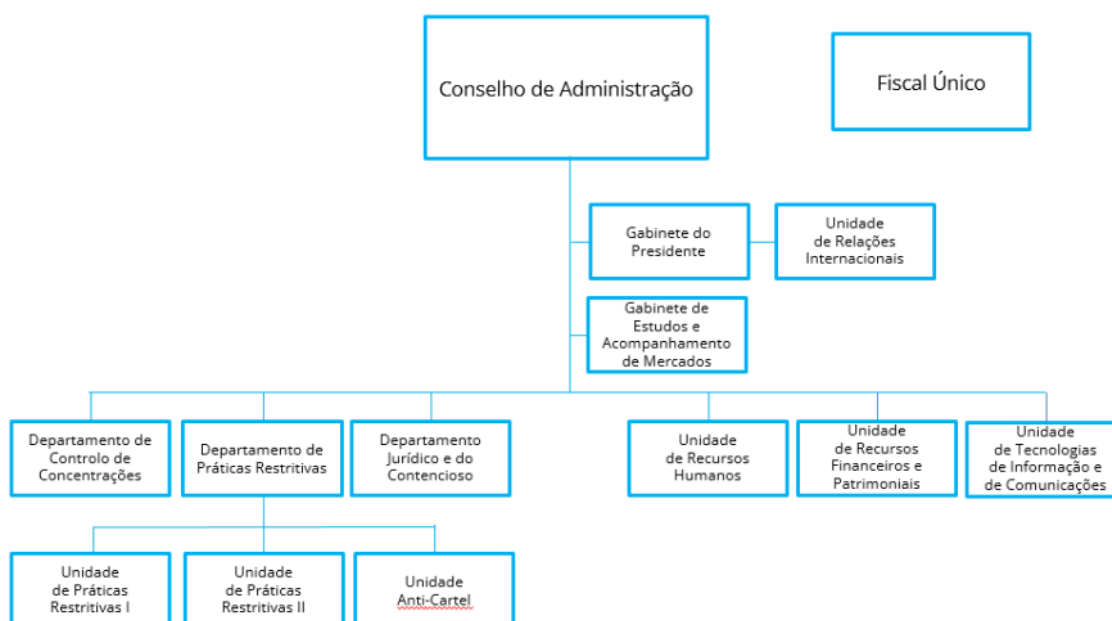 Conselho de Administração
Fiscal Único
Gabinete do
Presidente
Unidade
de Relações
Internacionais
Gabinete de
Estudos e
Acompanhamento
de Mercados
Departamento de
Controlo de
Concentrações
Departamento de
Práticas Restritivas
Departamento
Jurídico e do
Contencioso
Unidade
de Recursos
Humanos
Unidade
de Recursos
Financeiros e
Patrimoniais
Unidade
de Tecnologias
de Informação e
de Comunicações
Unidade
de Práticas
Restritivas I
Unidade
de Práticas
Restritivas II
Unidade
Anti-Cartel